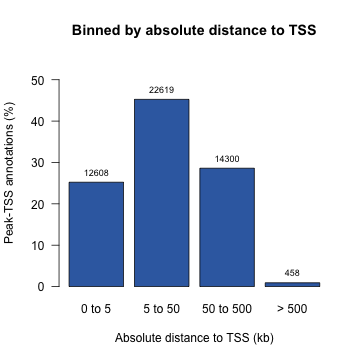 Binned by absolute distance to TSS
Peak-TSS annotations (%)
50
40
30
20
10
0
12608
22619
14300
458
0 to 5
5 to 50
50 to 500
> 500
Absolute distance to TSS (kb)